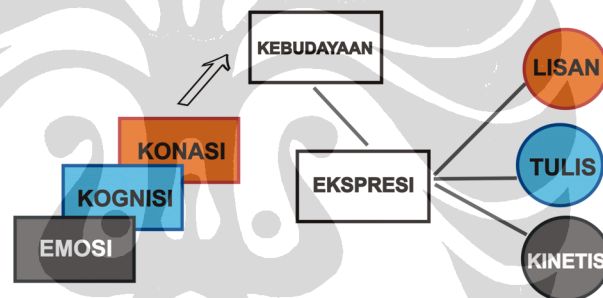 KEBUDAYAAN
LISAN
KONASI
KOGNISI
EKSPRESI
TULIS
EMOSI
KINETIS